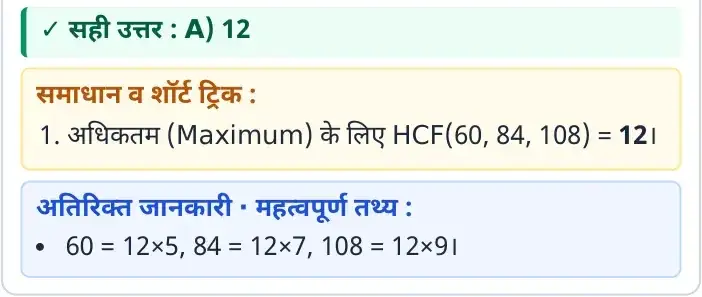 ✓ सही उत्तर : A) 12
समाधान व शॉर्ट ट्रिक :
1. अधिकतम (Maximum) के लिए HCF(60, 84, 108) = 12।
अतिरिक्त जानकारी · महत्वपूर्ण तथ्य :
• 60 = 12×5, 84 = 12×7, 108 = 12×9।